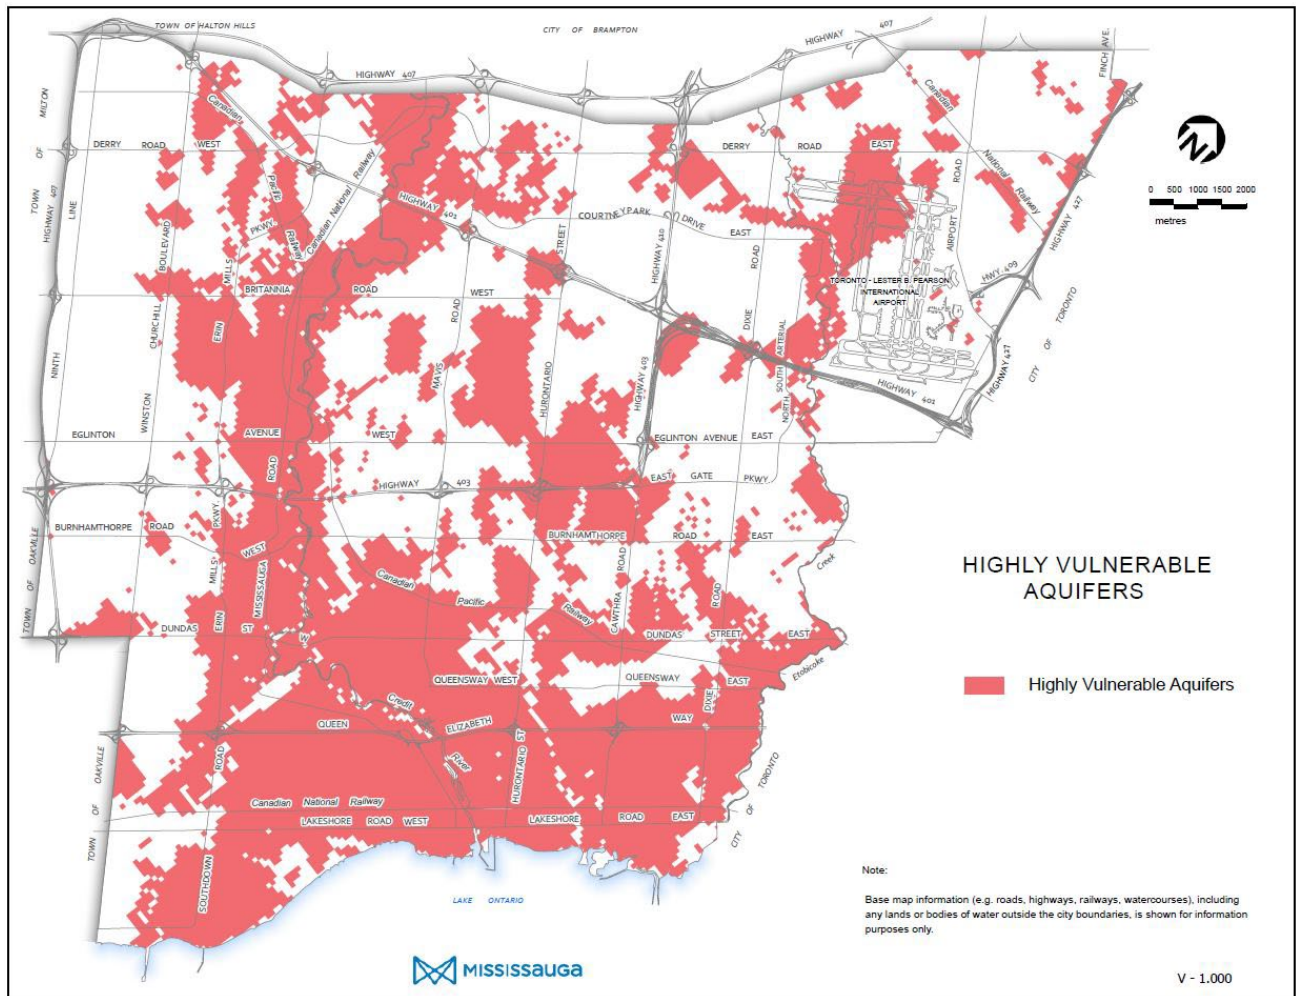 TOWN OF HALTON HILLS
CITY OF BRAMPTON
HIGHWAY 407
HIGHWAY 407
FINCH AVE.
TOWN OF MILTON
HIGHWAY 407
NINTH LINE
DERRY ROAD WEST
DERRY ROAD EAST
Canadian Pacific Railway
Canadian National Railway
Canadian National Railway
HIGHWAY 401
COURTNEYPARK DRIVE EAST
WINSTON CHURCHILL BOULEVARD
ERIN MILLS PKWY.
BRITANNIA ROAD WEST
MAVIS ROAD
HURONTARIO STREET
HIGHWAY 410
HIGHWAY 403
DIXIE ROAD
NORTH SOUTH ARTERIAL
AIRPORT ROAD
TORONTO - LESTER B. PEARSON
INTERNATIONAL
AIRPORT
HWY. 409
HIGHWAY 427
HIGHWAY 427
CITY OF TORONTO
HIGHWAY 401
0 500 1000 1500 2000
metres
EGLINTON AVENUE WEST
EGLINTON AVENUE EAST
HIGHWAY 403
EAST GATE PKWY.
BURNHAMTHORPE ROAD WEST
BURNHAMTHORPE ROAD EAST
TOWN OF OAKVILLE
ERIN MILLS PKWY.
MISSISSAUGA ROAD
Canadian Pacific Railway
CAWTHRA ROAD
DIXIE ROAD
DUNDAS ST W
DUNDAS STREET EAST
Etobicoke Creek
QUEENSWAY WEST
QUEENSWAY EAST
Credit River
QUEEN ELIZABETH WAY
HURONTARIO ST
TOWN OF OAKVILLE
SOUTHDOWN ROAD
Canadian National Railway
LAKESHORE ROAD WEST
LAKESHORE ROAD EAST
CITY OF TORONTO
LAKE ONTARIO
HIGHLY VULNERABLE
AQUIFERS
Highly Vulnerable Aquifers
Note:
Base map information (e.g. roads, highways, railways, watercourses), including
any lands or bodies of water outside the city boundaries, is shown for information
purposes only.
MISSISSAUGA
V - 1.000